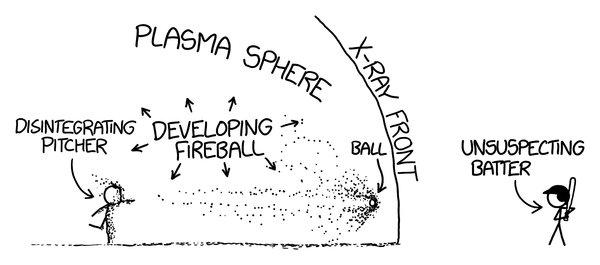 PLASMA SPHERE
X-RAY FRONT
DISINTEGRATING
PITCHER
DEVELOPING
FIREBALL
BALL
UNSUSPECTING
BATTER